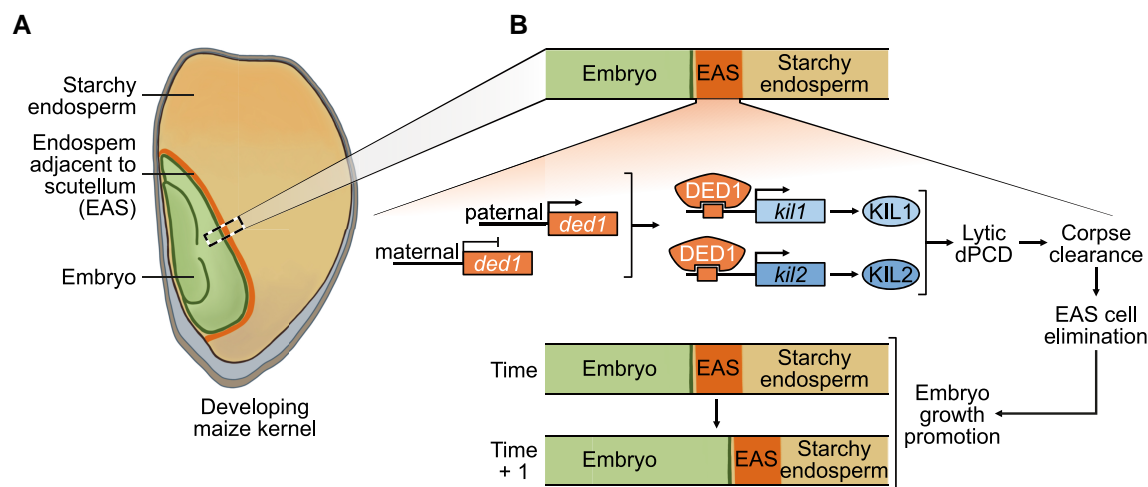 A
Starchy
endosperm
Endospem
adjacent to
scutellum
(EAS)
Embryo
Developing
maize kernel
B
Embryo
EAS
Starchy
endosperm
paternal
ded1
maternal
ded1
DED1
kil1
KIL1
DED1
kil2
KIL2
Lytic
dPCD
Corpse
clearance
EAS cell
elimination
Embryo
growth
promotion
Time
Embryo
EAS
Starchy
endosperm
Time
+ 1
Embryo
EAS
Starchy
endosperm